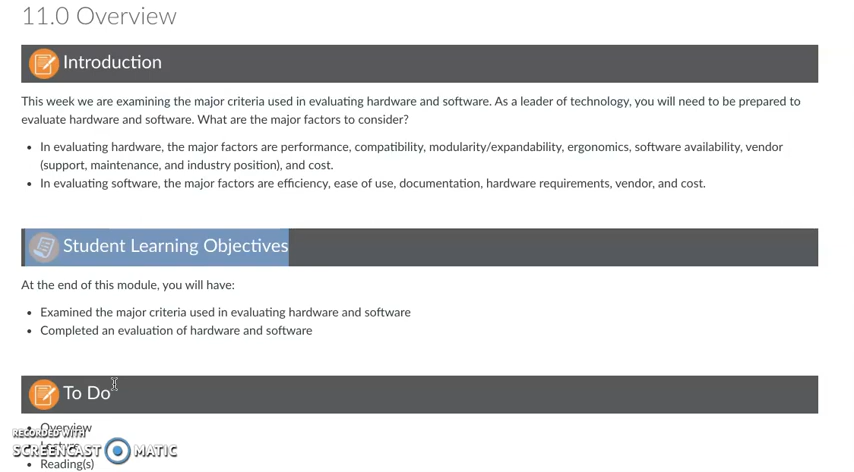 11.0 Overview
Introduction
This week we are examining the major criteria used in evaluating hardware and software. As a leader of technology, you will need to be prepared to
evaluate hardware and software. What are the major factors to consider?
• In evaluating hardware, the major factors are performance, compatibility, modularity/expandability, ergonomics, software availability, vendor
(support, maintenance, and industry position), and cost.
• In evaluating software, the major factors are efficiency, ease of use, documentation, hardware requirements, vendor, and cost.
Student Learning Objectives
At the end of this module, you will have:
• Examined the major criteria used in evaluating hardware and software
• Completed an evaluation of hardware and software
To Do
• Overview
RECORDED WITH
• Lecture
SCREENCAST MATIC
• Reading(s)